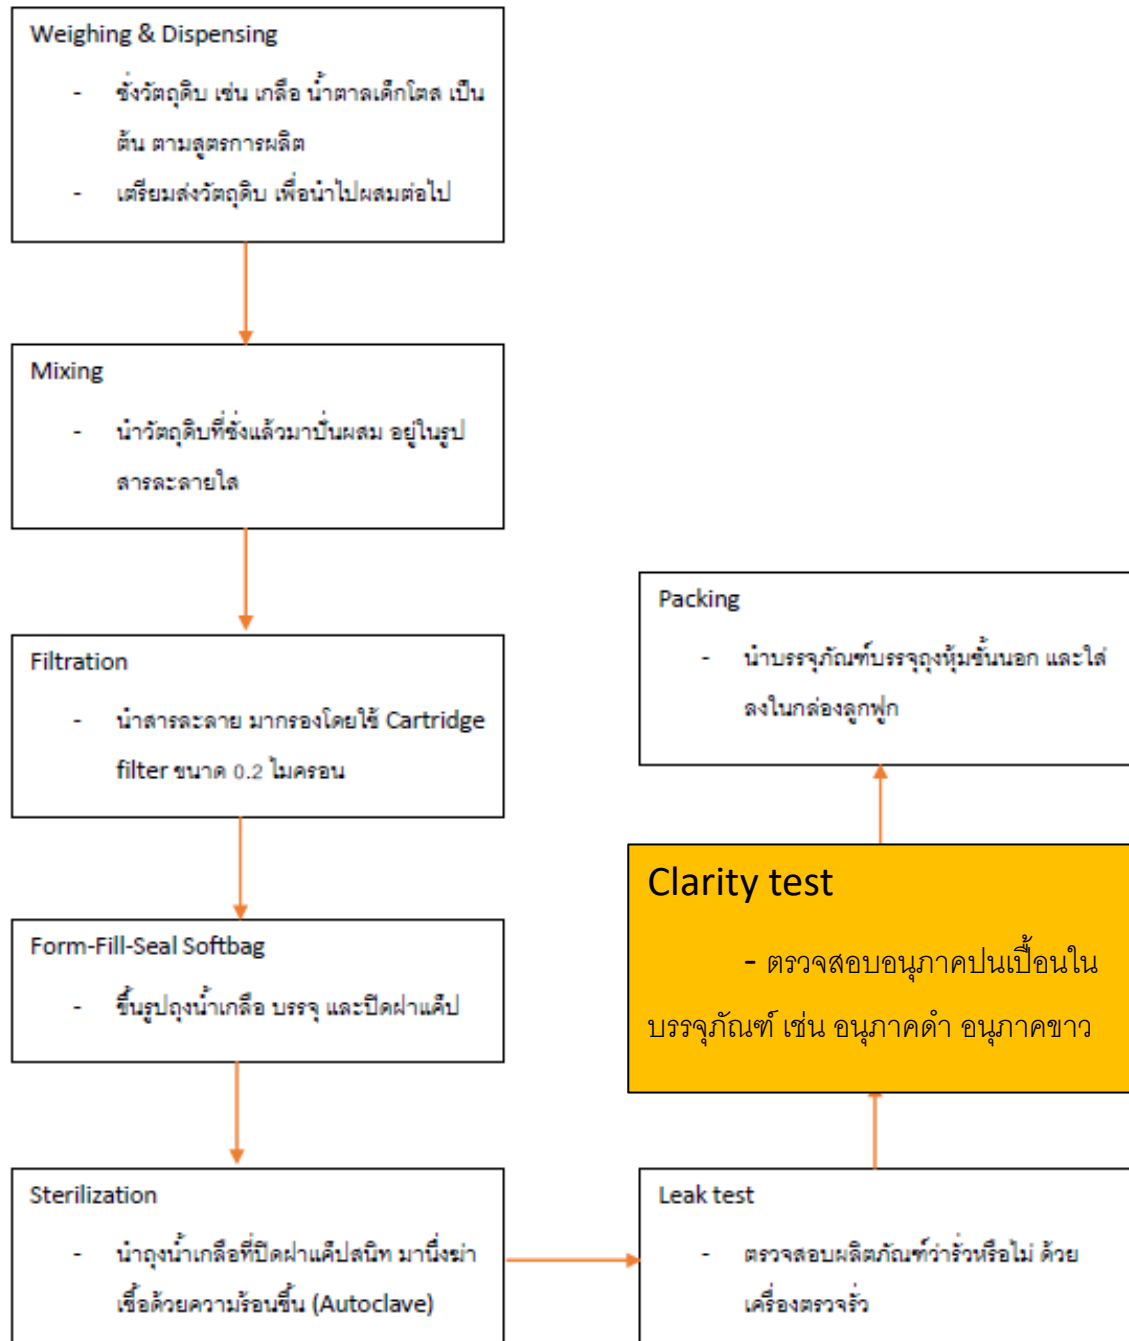 Weighing & Dispensing
- ชั่งวัตถุดิบ เช่น เกลือ น้ำตาลเด็กโตส เป็น
ต้น ตามสูตรการผลิต
- เตรียมส่งวัตถุดิบ เพื่อนำไปผสมต่อไป
Mixing
- นำวัตถุดิบที่ชั่งแล้วมาปั่นผสม อยู่ในรูป
สารละลายใส
Filtration
- นำสารละลาย มากรองโดยใช้ Cartridge
filter ขนาด 0.2 ไมครอน
Form-Fill-Seal Softbag
- ขึ้นรูปถุงน้ำเกลือ บรรจุ และปิดฝาแค็ป
Sterilization
- นำถุงน้ำเกลือที่ปิดฝาแค็ปสนิท มานึ่งฆ่า
เชื้อด้วยความร้อนชื้น (Autoclave)
Leak test
- ตรวจสอบผลิตภัณฑ์ว่ารั่วหรือไม่ ด้วย
เครื่องตรวจรั่ว
Clarity test
- ตรวจสอบอนุภาคปนเปื้อนใน
บรรจุภัณฑ์ เช่น อนุภาคดำ อนุภาคขาว
Packing
- นำบรรจุภัณฑ์บรรจุถุงหุ้มชั้นนอก และใส่
ลงในกล่องลูกฟูก